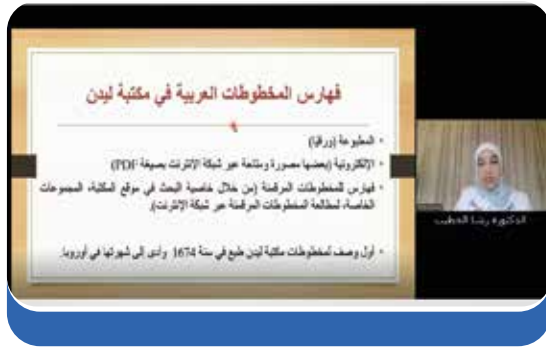 فهارس المخطوطات العربية في مكتبة ليدن
• المطبوعة (ورقيا)
• الإلكترونية (بعضها مصورة ومتاحة عبر شبكة الإنترنت بصيغة PDF)
• فهارس للمخطوطات المرقمنة (من خلال خاصية البحث في موقع المكتبة، المجموعات
الخاصة، لمطالعة المخطوطات المرقمنة عبر شبكة الإنترنت).
• أول وصف لمخطوطات مكتبة ليدن طبع في سنة 1674 وأدى إلى شهرتها في أوروبا.
الدكتورة رشا الخطيب